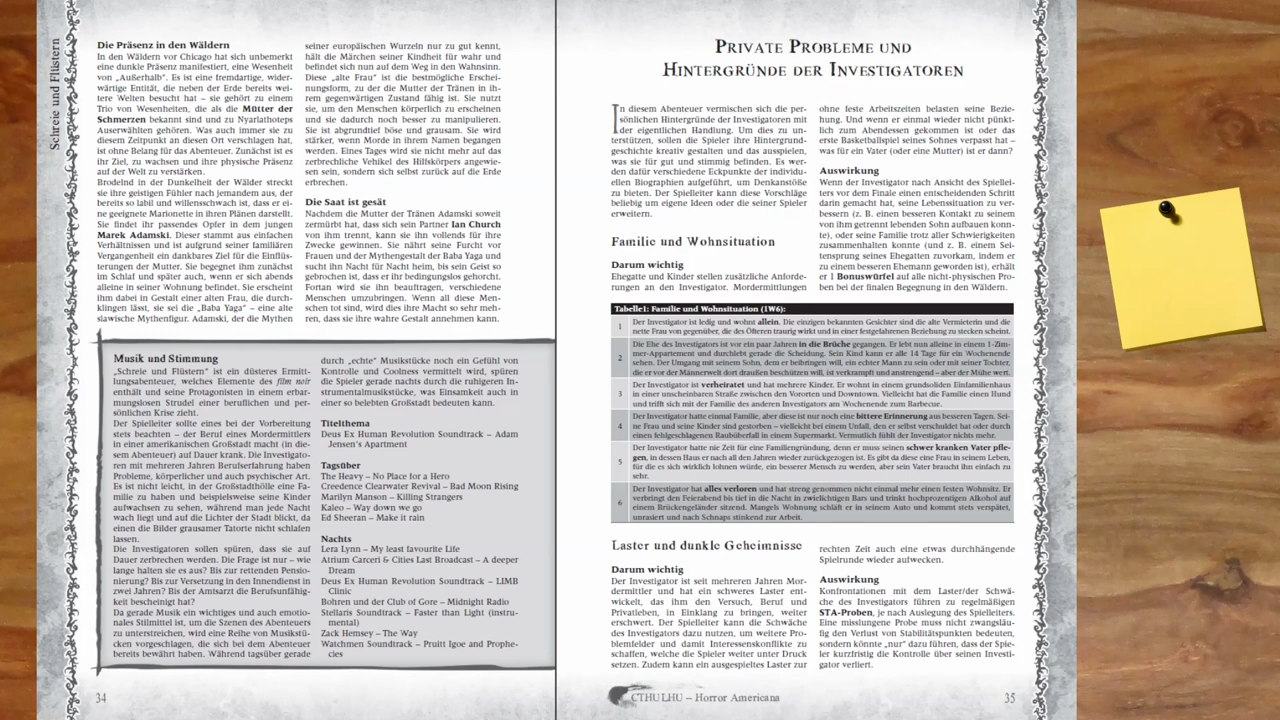 Schreie und Flüstern
Die Präsenz in den Wäldern
In den Wäldern vor Chicago hat sich unbemerkt
eine dunkle Präsenz manifestiert, eine Wesenheit
von „Außerhalb“. Es ist eine fremdartige, wider-
wärtige Entität, die neben der Erde bereits wei-
tere Welten besucht hat – sie gehört zu einem
Trio von Wesenheiten, die als die Mütter der
Schmerzen bekannt sind und zu Nyarlathoteps
Auserwählten gehören. Was auch immer sie zu
diesem Zeitpunkt an diesen Ort verschlagen hat,
ist ohne Belang für das Abenteuer. Zunächst ist es
ihr Ziel, zu wachsen und ihre physische Präsenz
auf der Welt zu verstärken.
Brodelnd in der Dunkelheit der Wälder streckt
sie ihre geistigen Fühler nach jemandem aus, der
bereits so labil und willensschwach ist, dass er ei-
ne geeignete Marionette in ihren Plänen darstellt.
Sie findet ihr passendes Opfer in dem jungen
Marek Adamski. Dieser stammt aus einfachen
Verhältnissen und ist aufgrund seiner familiären
Vergangenheit ein dankbares Ziel für die Einflüs-
terungen der Mutter. Sie begegnet ihm zunächst
im Schlaf und später auch, wenn er sich abends
alleine in seiner Wohnung befindet. Sie erscheint
ihm dabei in Gestalt einer alten Frau, die durch-
klingen lässt, sie sei die „Baba Yaga“ – eine alte
slawische Mythenfigur. Adamski, der die Mythen
seiner europäischen Wurzeln nur zu gut kennt,
hält die Märchen seiner Kindheit für wahr und
befindet sich nun auf dem Weg in den Wahnsinn.
Diese „alte Frau“ ist die bestmögliche Erschei-
nungsform, zu der die Mutter der Tränen in ih-
rem gegenwärtigen Zustand fähig ist. Sie nutzt
sie, um den Menschen körperlich zu erscheinen
und sie dadurch noch besser zu manipulieren.
Sie ist abgrundtief böse und grausam. Sie wird
stärker, wenn Morde in ihrem Namen begangen
werden. Eines Tages wird sie nicht mehr auf das
zerbrechliche Vehikel des Hilfskörpers angewie-
sen sein, sondern sich selbst zurück auf die Erde
erbrechen.
Die Saat ist gesät
Nachdem die Mutter der Tränen Adamski soweit
zermürbt hat, dass sich sein Partner Ian Church
von ihm trennt, kann sie ihn vollends für ihre
Zwecke gewinnen. Sie nährt seine Furcht vor
Frauen und der Mythengestalt der Baba Yaga und
sucht ihn Nacht für Nacht heim, bis sein Geist so
gebrochen ist, dass er ihr bedingungslos gehorcht.
Fortan wird sie ihn beauftragen, verschiedene
Menschen umzubringen. Wenn all diese Men-
schen tot sind, wird dies ihre Macht so sehr meh-
ren, dass sie ihre wahre Gestalt annehmen kann.
Musik und Stimmung
„Schreie und Flüstern“ ist ein düsteres Ermitt-
lungsabenteuer, welches Elemente des film noir
enthält und seine Protagonisten in einem erbar-
mungslosen Strudel einer beruflichen und per-
sönlichen Krise zieht.
Der Spielleiter sollte eines bei der Vorbereitung
stets beachten – der Beruf eines Mordermittlers
in einer amerikanischen Großstadt macht (in die-
sem Abenteuer) auf Dauer krank. Die Investigato-
ren mit mehreren Jahren Berufserfahrung haben
Probleme, körperlicher und auch psychischer Art.
Es ist nicht leicht, in der Großstadthölle eine Fa-
milie zu haben und beispielsweise seine Kinder
aufwachsen zu sehen, während man jede Nacht
wach liegt und auf die Lichter der Stadt blickt, da
einen die Bilder grausamer Tatorte nicht schlafen
lassen.
Die Investigatoren sollen spüren, dass sie auf
Dauer zerbrechen werden. Die Frage ist nur – wie
lange halten sie es aus? Bis zur rettenden Pensio-
nierung? Bis zur Versetzung in den Innendienst in
zwei Jahren? Bis der Amtsarzt die Berufsunfähig-
keit bescheinigt hat?
Da gerade Musik ein wichtiges und auch emotio-
nales Stilmittel ist, um die Szenen des Abenteuers
zu unterstreichen, wird eine Reihe von Musikstü-
cken vorgeschlagen, die sich bei dem Abenteuer
bereits bewährt haben. Während tagsüber gerade
durch „echte“ Musikstücke noch ein Gefühl von
Kontrolle und Coolness vermittelt wird, spüren
die Spieler gerade nachts durch die ruhigeren In-
strumentalmusikstücke, was Einsamkeit auch in
einer so belebten Großstadt bedeuten kann.
Titelthema
Deus Ex Human Revolution Soundtrack – Adam
Jensen's Apartment
Tagsüber
The Heavy – No Place for a Hero
Creedence Clearwater Revival – Bad Moon Rising
Marilyn Manson – Killing Strangers
Kaleo – Way down we go
Ed Sheeran – Make it rain
Nachts
Lera Lynn – My least favourite Life
Atrium Carceri & Cities Last Broadcast – A deeper
Dream
Deus Ex Human Revolution Soundtrack – LIMB
Clinic
Bohren und der Club of Gore – Midnight Radio
Stellaris Soundtrack – Faster than Light (instru-
mental)
Zack Hemsey – The Way
Watchmen Soundtrack – Pruitt Igoe and Prophe-
cies
34
Private Probleme und
Hintergründe der Investigatoren
In diesem Abenteuer vermischen sich die per-
sönlichen Hintergründe der Investigatoren mit
der eigentlichen Handlung. Um dies zu un-
terstützen, sollen die Spieler ihre Hintergrund-
geschichte kreativ gestalten und das ausspielen,
was sie für gut und stimmig befinden. Es wer-
den dafür verschiedene Eckpunkte der individu-
ellen Biographien aufgeführt, um Denkanstöße
zu bieten. Der Spielleiter kann diese Vorschläge
beliebig um eigene Ideen oder die seiner Spieler
erweitern.
Familie und Wohnsituation
Darum wichtig
Ehegatte und Kinder stellen zusätzliche Anforde-
rungen an den Investigator. Mordermittlungen
ohne feste Arbeitszeiten belasten seine Bezie-
hung. Und wenn er einmal wieder nicht pünkt-
lich zum Abendessen gekommen ist oder das
erste Basketballspiel seines Sohnes verpasst hat –
was für ein Vater (oder eine Mutter) ist er dann?
Auswirkung
Wenn der Investigator nach Ansicht des Spiellei-
ters vor dem Finale einen entscheidenden Schritt
darin gemacht hat, seine Lebenssituation zu ver-
bessern (z. B. einen besseren Kontakt zu seinem
von ihm getrennt lebenden Sohn aufbauen konn-
te), oder seine Familie trotz aller Schwierigkeiten
zusammenhalten konnte (und z. B. einem Sei-
tensprung seines Ehegatten zuvorkam, indem er
zu einem besseren Ehemann geworden ist), erhält
er 1 Bonuswürfel auf alle nicht-physischen Pro-
ben bei der finalen Begegnung in den Wäldern.
Tabelle1: Familie und Wohnsituation (1W6):
1 Der Investigator ist ledig und wohnt allein. Die einzigen bekannten Gesichter sind die alte Vermieterin und die
nette Frau von gegenüber, die des Öfteren traurig wirkt und in einer festgefahrenen Beziehung zu stecken scheint.
2 Die Ehe des Investigators ist vor ein paar Jahren in die Brüche gegangen. Er lebt nun alleine in einem 1-Zim-
mer-Appartement und durchlebt gerade die Scheidung. Sein Kind kann er alle 14 Tage für ein Wochenende
sehen. Der Umgang mit seinem Sohn, dem er beibringen will, ein echter Mann zu sein oder mit seiner Tochter,
die er vor der Männerwelt dort draußen beschützen will, ist verkrampft und anstrengend – aber der Mühe wert.
3 Der Investigator ist verheiratet und hat mehrere Kinder. Er wohnt in einem grundsoliden Einfamilienhaus
in einer unscheinbaren Straße zwischen den Vororten und Downtown. Vielleicht hat die Familie einen Hund
und trifft sich mit der Familie des anderen Investigators am Wochenende zum Barbecue.
4 Der Investigator hatte einmal Familie, aber diese ist nur noch eine bittere Erinnerung aus besseren Tagen. Sei-
ne Frau und seine Kinder sind gestorben – vielleicht bei einem Unfall, den er selbst verschuldet hat oder durch
einen fehlgeschlagenen Raubüberfall in einem Supermarkt. Vermutlich fühlt der Investigator nichts mehr.
5 Der Investigator hatte nie Zeit für eine Familiengründung, denn er muss seinen schwer kranken Vater pfle-
gen, in dessen Haus er nach all den Jahren wieder zurückgezogen ist. Es gibt da diese eine Frau in seinem Leben,
für die es sich wirklich lohnen würde, ein besserer Mensch zu werden, aber sein Vater braucht ihn einfach zu
sehr.
6 Der Investigator hat alles verloren und hat streng genommen nicht einmal mehr einen festen Wohnsitz. Er
verbringt den Feierabend bis tief in die Nacht in zwielichtigen Bars und trinkt hochprozentigen Alkohol auf
einem Brückengeländer sitzend. Mangels Wohnung schläft er in seinem Auto und kommt stets verspätet,
unrasiert und nach Schnaps stinkend zur Arbeit.
Laster und dunkle Geheimnisse
Darum wichtig
Der Investigator ist seit mehreren Jahren Mor-
dermittler und hat ein schweres Laster ent-
wickelt, das ihm den Versuch, Beruf und
Privatleben, in Einklang zu bringen, weiter
erschwert. Der Spielleiter kann die Schwäche
des Investigators dazu nutzen, um weitere Pro-
blemfelder und damit Interessenskonflikte zu
schaffen, welche die Spieler weiter unter Druck
setzen. Zudem kann ein ausgespieltes Laster zur
rechten Zeit auch eine etwas durchhängende
Spielrunde wieder aufwecken.
Auswirkung
Konfrontationen mit dem Laster/der Schwä-
che des Investigators führen zu regelmäßigen
STA-Proben, je nach Auslegung des Spielleiters.
Eine misslungene Probe muss nicht zwangsläu-
fig den Verlust von Stabilitätspunkten bedeuten,
sondern könnte „nur“ dazu führen, dass der Spie-
ler kurzfristig die Kontrolle über seinen Investi-
gator verliert.
CTHULHU – Horror Americana
35